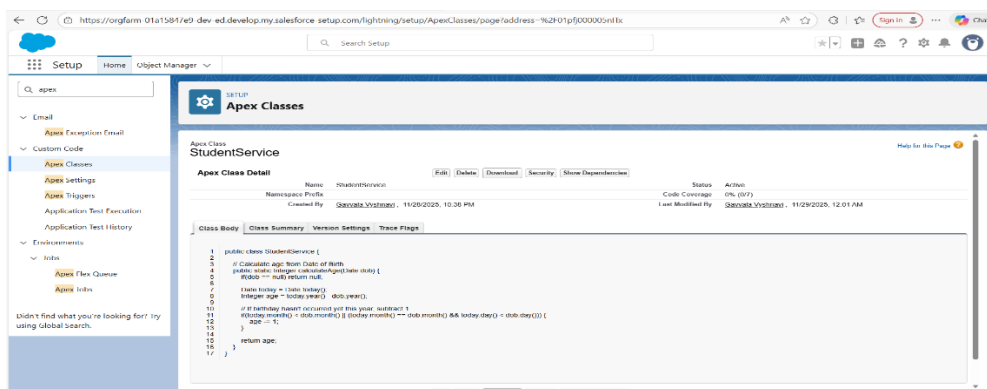 https://orgfarm-01a15847e9-dev-ed.develop.my.salesforce-setup.com/lightning/setup/ApexClasses/page?address=%2F01pfj000005nIIx
Sign in
Search Setup
Setup Home Object Manager
apex
Email
Apex Exception Email
Custom Code
Apex Classes
Apex Settings
Apex Triggers
Application Test Execution
Application Test History
Environments
Jobs
Apex Flex Queue
Apex Jobs
Didn't find what you're looking for? Try
using Global Search.
SETUP
Apex Classes
Apex Class
StudentService
Help for this Page
Apex Class Detail
Edit Delete Download Security Show Dependencies
Name StudentService Status Active
Namespace Prefix Code Coverage 0% (0/7)
Created By Gavvala Vyshnavi , 11/28/2025, 10:36 PM Last Modified By Gavvala Vyshnavi , 11/29/2025, 12:01 AM
Class Body Class Summary Version Settings Trace Flags
1 public class StudentService {
2
3 // Calculate age from Date of Birth
4 public static Integer calculateAge(Date dob) {
5 if(dob == null) return null;
6
7 Date today = Date.today();
8 Integer age = today.year() - dob.year();
9
10 // If birthday hasn't occurred yet this year, subtract 1
11 if(today.month() < dob.month() || (today.month() == dob.month() && today.day() < dob.day())) {
12 age -= 1;
13 }
14
15 return age;
16 }
17 }